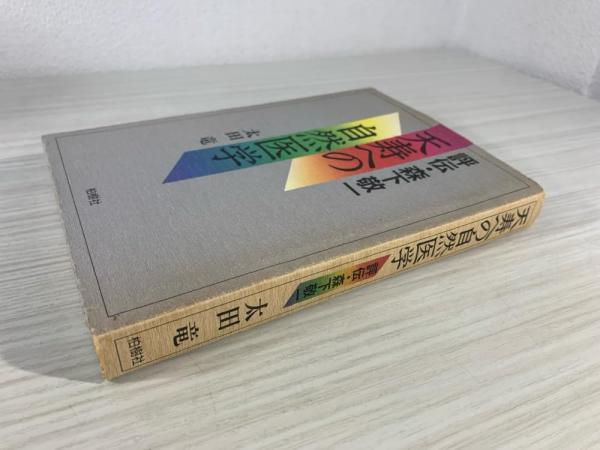 評伝・森下敬一
天寿への
自然医学
太田 竜
柏樹社
天寿への自然医学
評伝・森下敬一
太田 竜
柏樹社